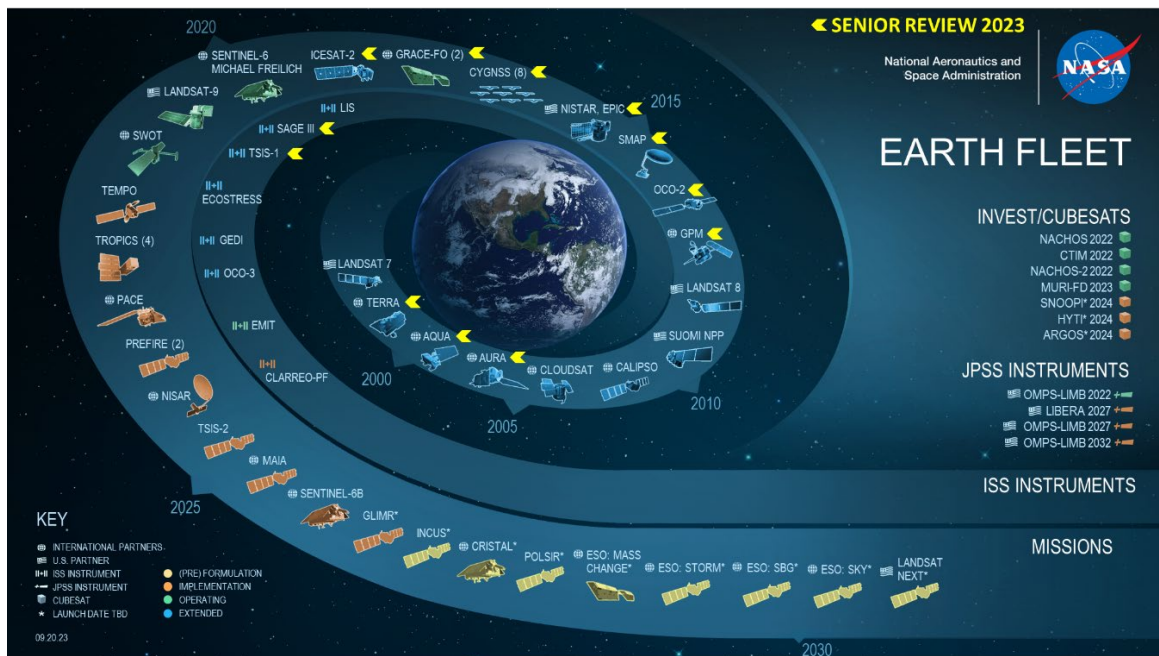 SENIOR REVIEW 2023
National Aeronautics and
Space Administration
NASA
EARTH FLEET
2020
SENTINEL-6
MICHAEL FREILICH
ICESAT-2
GRACE-FO (2)
CYGNSS (8)
LANDSAT-9
LIS
NISTAR, EPIC
2015
SWOT
SAGE III
SMAP
TSIS-1
TEMPO
ECOSTRESS
OCO-2
TROPICS (4)
GEDI
GPM
LANDSAT 7
OCO-3
PACE
TERRA
LANDSAT 8
EMIT
AQUA
SUOMI NPP
PREFIRE (2)
AURA
CLOUDSAT
CALIPSO
CLARREO-PF
2000
NISAR
2010
2005
TSIS-2
MAIA
2025
SENTINEL-6B
GLIMR*
INCUS*
CRISTAL*
POLSIR*
ESO: MASS
CHANGE*
ESO: STORM*
ESO: SBG*
ESO: SKY*
LANDSAT
NEXT*
2030
INVEST/CUBESATS
NACHOS 2022
CTIM 2022
NACHOS-2 2022
MURI-FD 2023
SNOOPI* 2024
HYTI* 2024
ARGOS* 2024
JPSS INSTRUMENTS
OMPS-LIMB 2022
LIBERA 2027
OMPS-LIMB 2027
OMPS-LIMB 2032
ISS INSTRUMENTS
MISSIONS
KEY
INTERNATIONAL PARTNERS
U.S. PARTNER
ISS INSTRUMENT
JPSS INSTRUMENT
CUBESAT
* LAUNCH DATE TBD
(PRE) FORMULATION
IMPLEMENTATION
OPERATING
EXTENDED
09.20.23